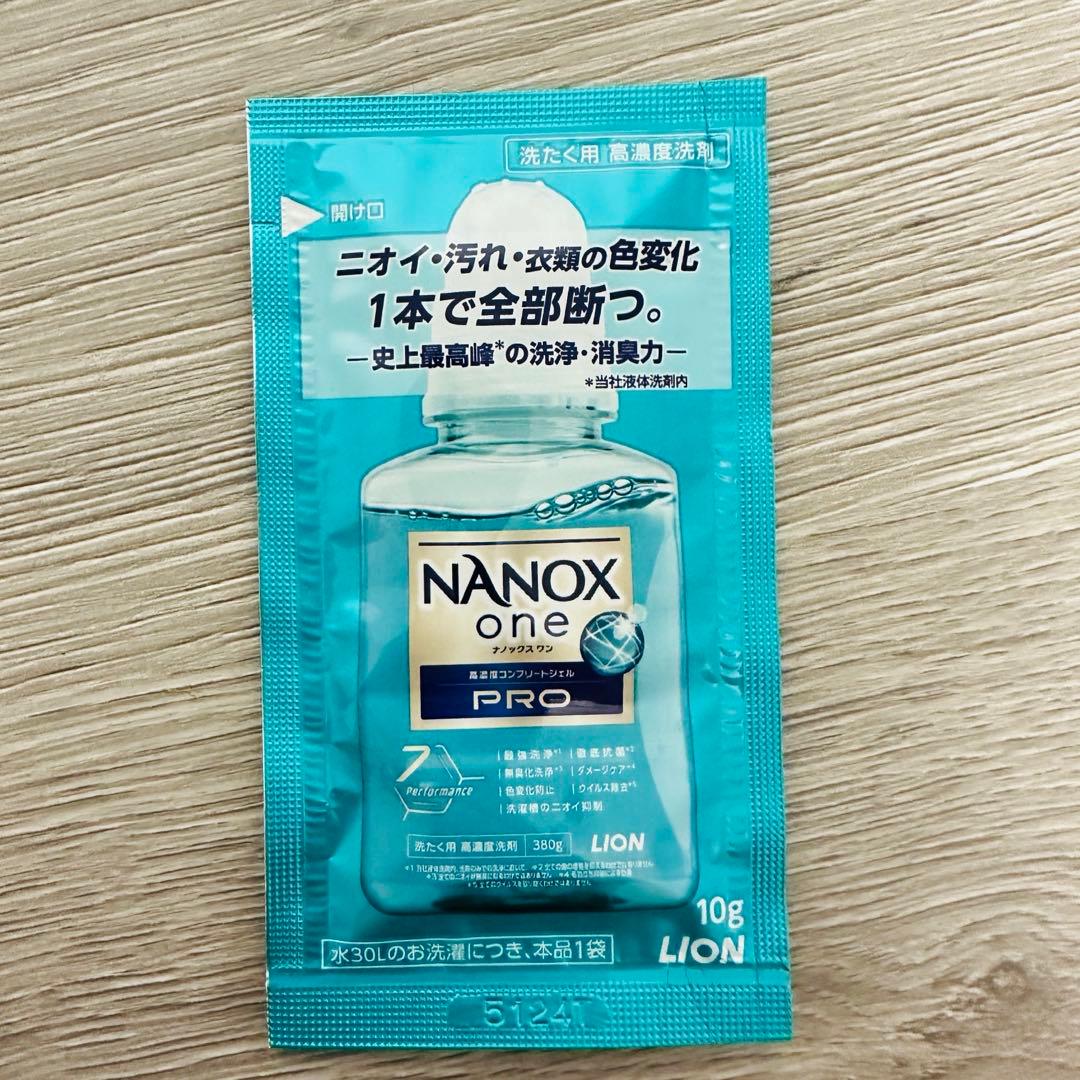 洗たく用 高濃度洗剤
開け口
ニオイ・汚れ・衣類の色変化
1本で全部断つ。
ー史上最高峰*の洗浄・消臭力ー
*当社液体洗剤内
NANOX
one
ナノックス ワン
高濃度コンプリートジェル
PRO
7
Performance
最強洗浄*1 | 徹底抗菌*2
無臭化洗浄*3 | ダメージケア*4
色変化防止 | ウイルス除去*5
洗濯槽のニオイ抑制
洗たく用 高濃度洗剤 380g LION
10g
水30Lのお洗濯につき、本品1袋
LION
5124T